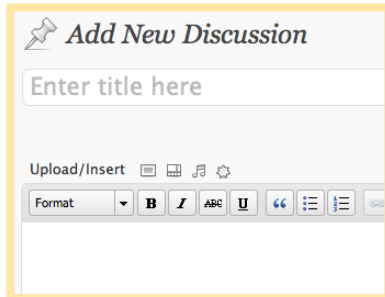 Add New Discussion
Enter title here
Upload/Insert
Format B I ABC U